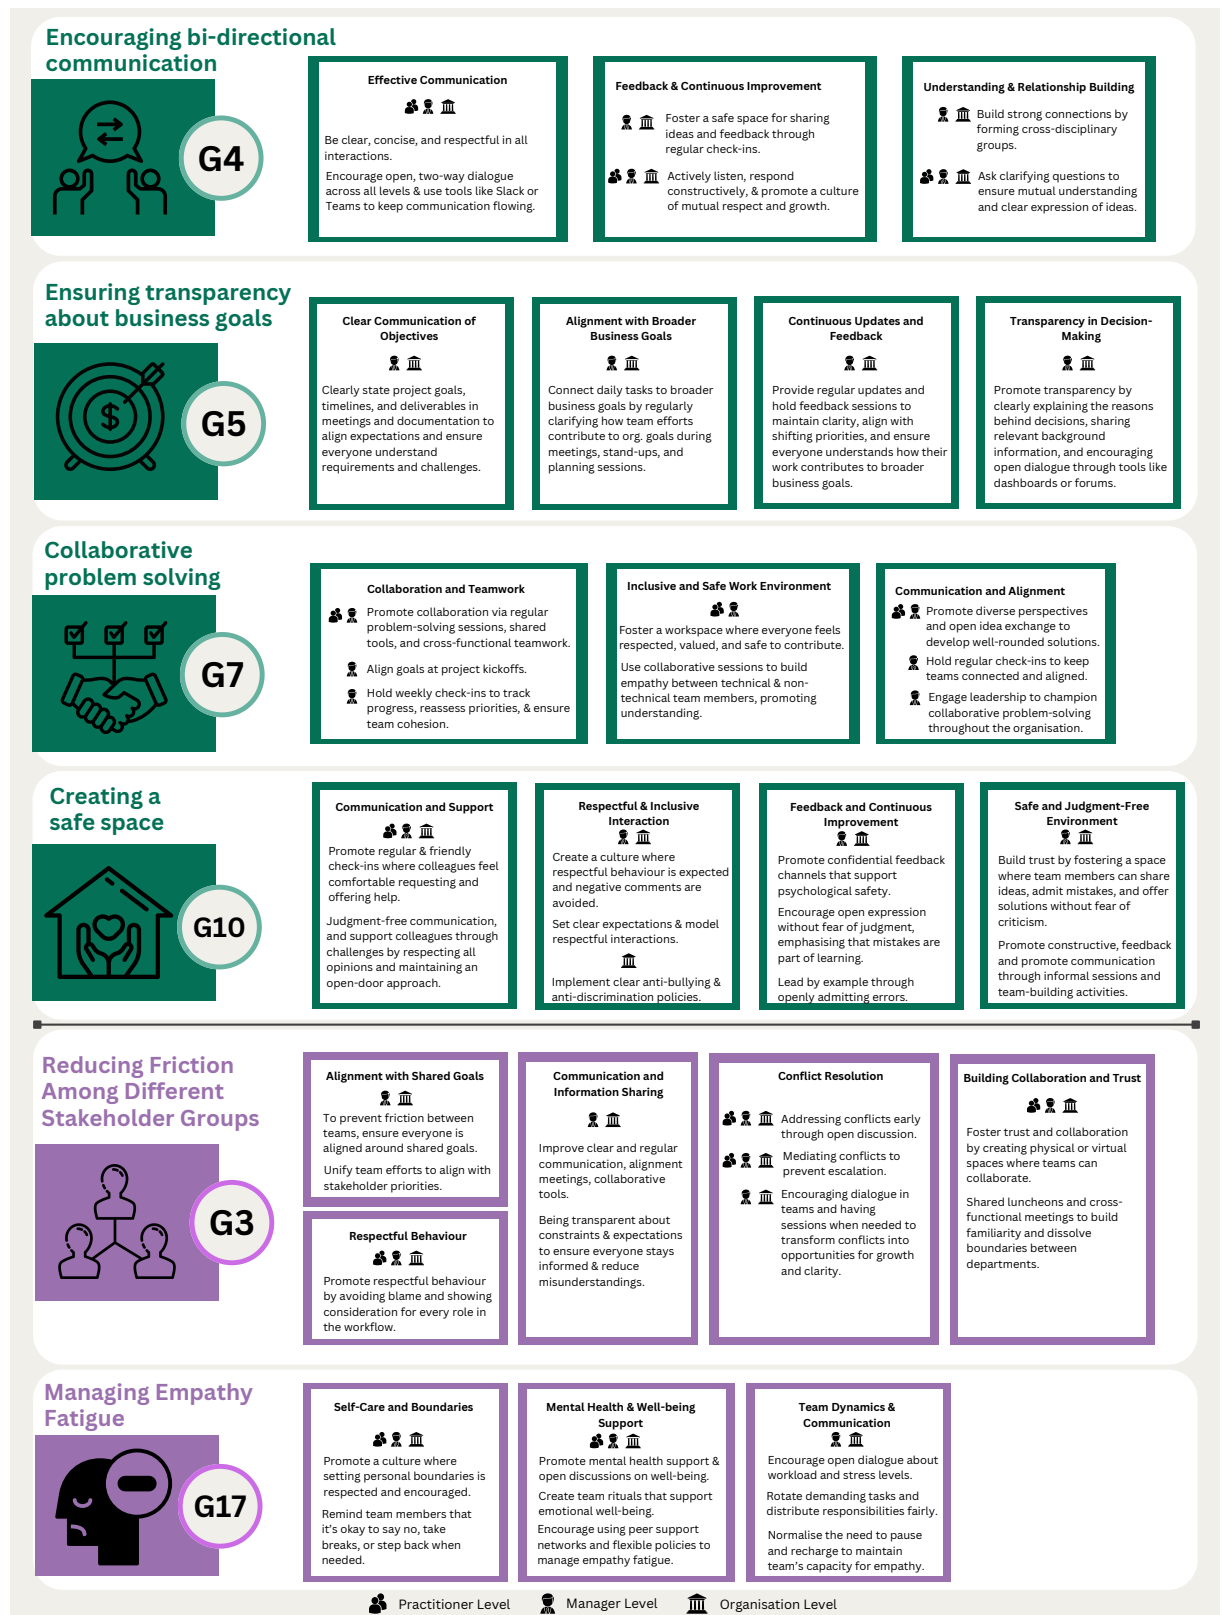 Encouraging bi-directional
communication
G4
Effective Communication
Be clear, concise, and respectful in all
interactions.
Encourage open, two-way dialogue
across all levels & use tools like Slack or
Teams to keep communication flowing.
Feedback & Continuous Improvement
Foster a safe space for sharing
ideas and feedback through
regular check-ins.
Actively listen, respond
constructively, & promote a culture
of mutual respect and growth.
Understanding & Relationship Building
Build strong connections by
forming cross-disciplinary
groups.
Ask clarifying questions to
ensure mutual understanding
and clear expression of ideas.
Ensuring transparency
about business goals
$
G5
Clear Communication of
Objectives
Clearly state project goals,
timelines, and deliverables in
meetings and documentation to
align expectations and ensure
everyone understand
requirements and challenges.
Alignment with Broader
Business Goals
Connect daily tasks to broader
business goals by regularly
clarifying how team efforts
contribute to org. goals during
meetings, stand-ups, and
planning sessions.
Continuous Updates and
Feedback
Provide regular updates and
hold feedback sessions to
maintain clarity, align with
shifting priorities, and ensure
everyone understands how their
work contributes to broader
business goals.
Transparency in Decision-
Making
Promote transparency by
clearly explaining the reasons
behind decisions, sharing
relevant background
information, and encouraging
open dialogue through tools like
dashboards or forums.
Collaborative
problem solving
G7
Collaboration and Teamwork
Promote collaboration via regular
problem-solving sessions, shared
tools, and cross-functional teamwork.
Align goals at project kickoffs.
Hold weekly check-ins to track
progress, reassess priorities, & ensure
team cohesion.
Inclusive and Safe Work Environment
Foster a workspace where everyone feels
respected, valued, and safe to contribute.
Use collaborative sessions to build
empathy between technical & non-
technical team members, promoting
understanding.
Communication and Alignment
Promote diverse perspectives
and open idea exchange to
develop well-rounded solutions.
Hold regular check-ins to keep
teams connected and aligned.
Engage leadership to champion
collaborative problem-solving
throughout the organisation.
Creating a
safe space
G10
Communication and Support
Promote regular & friendly
check-ins where colleagues feel
comfortable requesting and
offering help.
Judgment-free communication,
and support colleagues through
challenges by respecting all
opinions and maintaining an
open-door approach.
Respectful & Inclusive
Interaction
Create a culture where
respectful behaviour is expected
and negative comments are
avoided.
Set clear expectations & model
respectful interactions.
Implement clear anti-bullying &
anti-discrimination policies.
Feedback and Continuous
Improvement
Promote confidential feedback
channels that support
psychological safety.
Encourage open expression
without fear of judgment,
emphasising that mistakes are
part of learning.
Lead by example through
openly admitting errors.
Safe and Judgment-Free
Environment
Build trust by fostering a space
where team members can share
ideas, admit mistakes, and offer
solutions without fear of
criticism.
Promote constructive, feedback
and promote communication
through informal sessions and
team-building activities.
Reducing Friction
Among Different
Stakeholder Groups
G3
Alignment with Shared Goals
To prevent friction between
teams, ensure everyone is
aligned around shared goals.
Unify team efforts to align with
stakeholder priorities.
Respectful Behaviour
Promote respectful behaviour
by avoiding blame and showing
consideration for every role in
the workflow.
Communication and
Information Sharing
Improve clear and regular
communication, alignment
meetings, collaborative
tools.
Being transparent about
constraints & expectations
to ensure everyone stays
informed & reduce
misunderstandings.
Conflict Resolution
Addressing conflicts early
through open discussion.
Mediating conflicts to
prevent escalation.
Encouraging dialogue in
teams and having
sessions when needed to
transform conflicts into
opportunities for growth
and clarity.
Building Collaboration and Trust
Foster trust and collaboration
by creating physical or virtual
spaces where teams can
collaborate.
Shared luncheons and cross-
functional meetings to build
familiarity and dissolve
boundaries between
departments.
Managing Empathy
Fatigue
G17
Self-Care and Boundaries
Promote a culture where
setting personal boundaries is
respected and encouraged.
Remind team members that
it's okay to say no, take
breaks, or step back when
needed.
Mental Health & Well-being
Support
Promote mental health support &
open discussions on well-being.
Create team rituals that support
emotional well-being.
Encourage using peer support
networks and flexible policies to
manage empathy fatigue.
Team Dynamics &
Communication
Encourage open dialogue about
workload and stress levels.
Rotate demanding tasks and
distribute responsibilities fairly.
Normalise the need to pause
and recharge to maintain
team's capacity for empathy.
Practitioner Level
Manager Level
Organisation Level